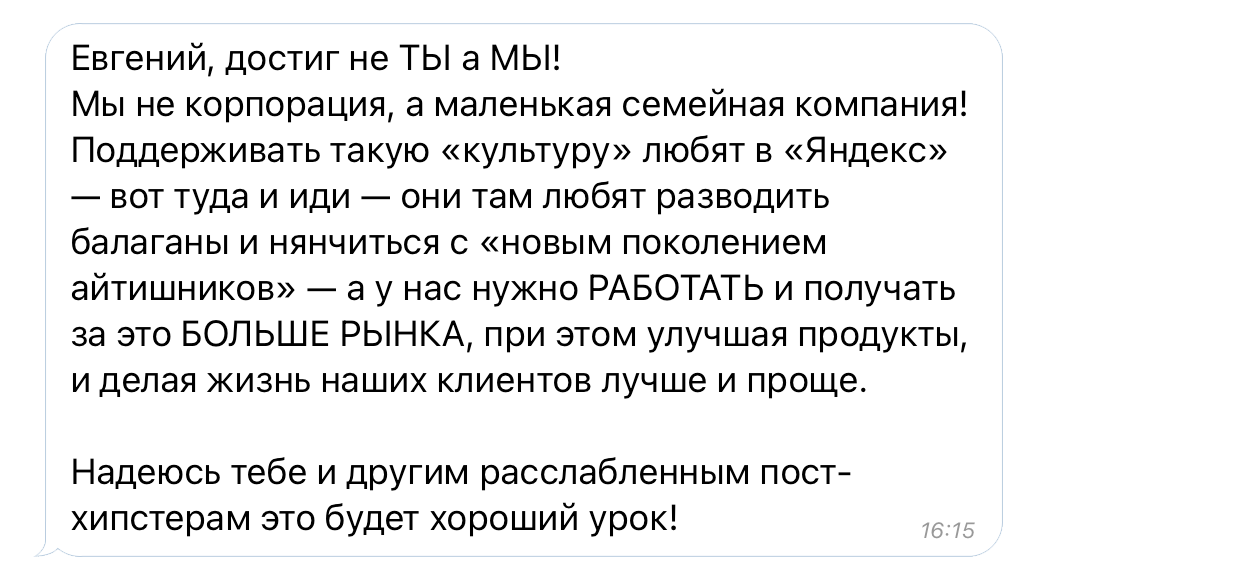 Евгений, достиг не ТЫ а МЫ!
Мы не корпорация, а маленькая семейная компания!
Поддерживать такую «культуру» любят в «Яндекс»
— вот туда и иди — они там любят разводить
балаганы и нянчиться с «новым поколением
айтишников» — а у нас нужно РАБОТАТЬ и получать
за это БОЛЬШЕ РЫНКА, при этом улучшая продукты,
и делая жизнь наших клиентов лучше и проще.
Надеюсь тебе и другим расслабленным пост-
хипстерам это будет хороший урок!
16:15